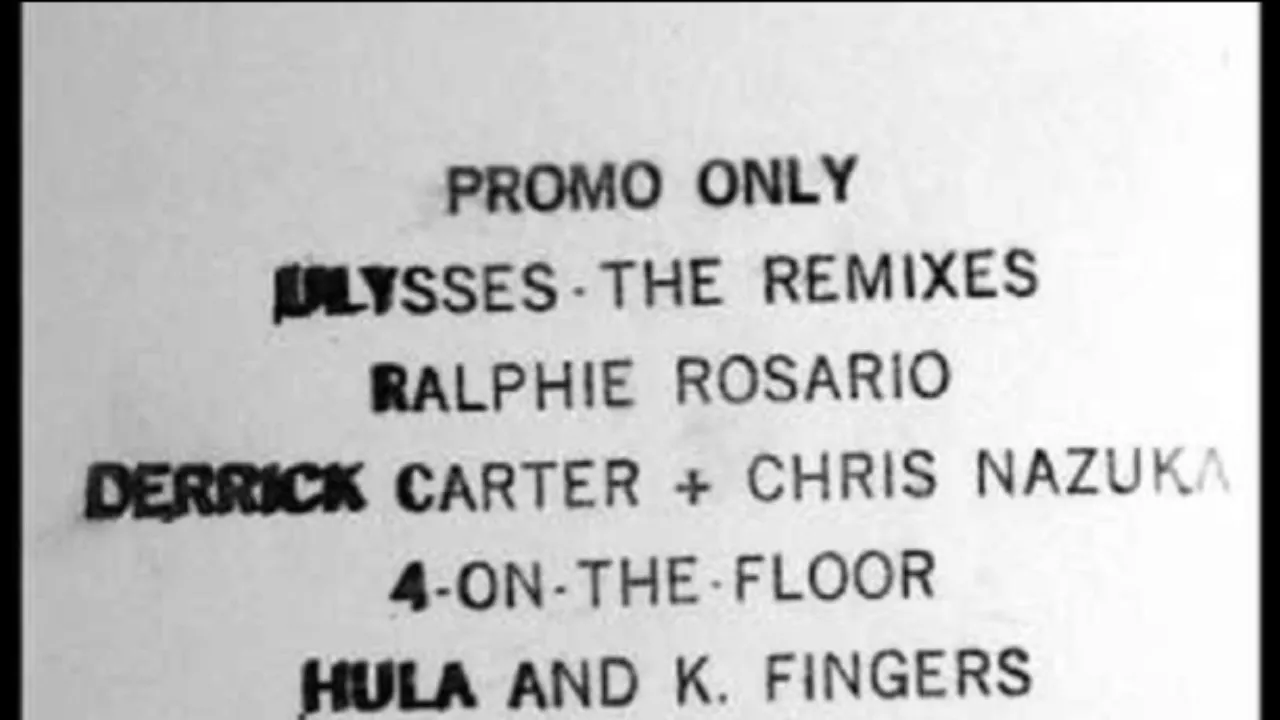 PROMO ONLY
ULYSSES - THE REMIXES
RALPHIE ROSARIO
DERRICK CARTER + CHRIS NAZUKA
4-ON-THE-FLOOR
HULA AND K. FINGERS